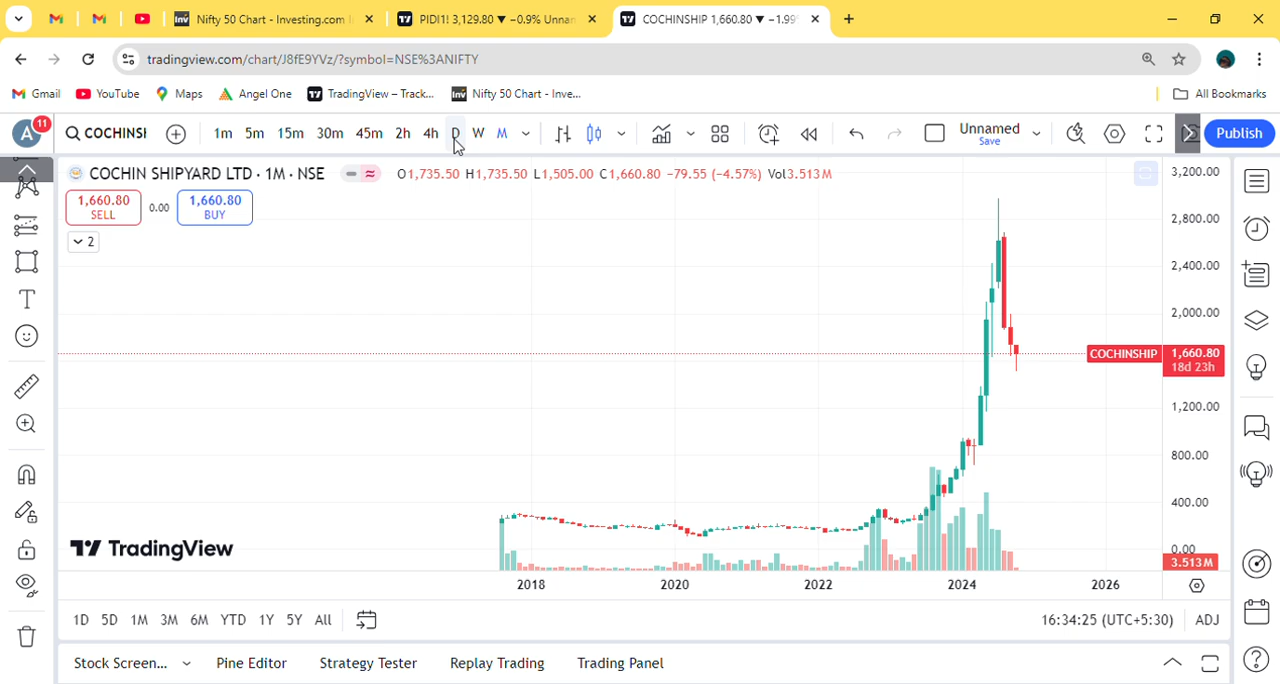 Nifty 50 Chart - Investing.com I
PIDI1! 3,129.80 ▼ −0.9% Unnan
COCHINSHIP 1,660.80 ▼ −1.99%
tradingview.com/chart/J8fE9YVz/?symbol=NSE%3ANIFTY
Gmail YouTube Maps Angel One TradingView – Track... Nifty 50 Chart - Inve... All Bookmarks
A 11 COCHINSH 1m 5m 15m 30m 45m 2h 4h D W M Unnamed Save Publish
COCHIN SHIPYARD LTD · 1M · NSE O1,735.50 H1,735.50 L1,505.00 C1,660.80 −79.55 (−4.57%) Vol3.513M
1,660.80 SELL 0.00 1,660.80 BUY
2
3,200.00
2,800.00
2,400.00
2,000.00
COCHINSHIP 1,660.80
18d 23h
1,200.00
800.00
400.00
0.00
3.513M
TradingView
2018 2020 2022 2024 2026
1D 5D 1M 3M 6M YTD 1Y 5Y All 16:34:25 (UTC+5:30) ADJ
Stock Screen... Pine Editor Strategy Tester Replay Trading Trading Panel